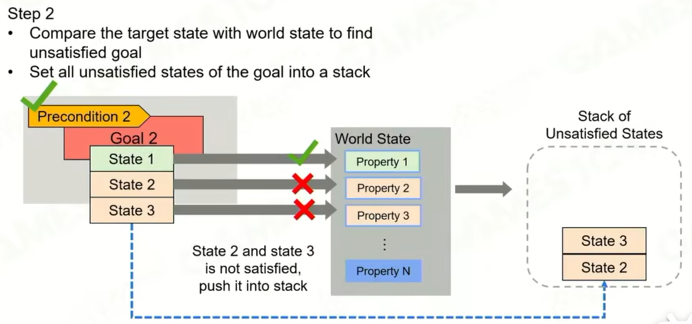 Step 2
• Compare the target state with world state to find
unsatisfied goal
• Set all unsatisfied states of the goal into a stack
Precondition 2
Goal 2
State 1
State 2
State 3
World State
Property 1
Property 2
Property 3
⋮
Property N
State 2 and state 3
is not satisfied,
push it into stack
Stack of
Unsatisfied States
State 3
State 2